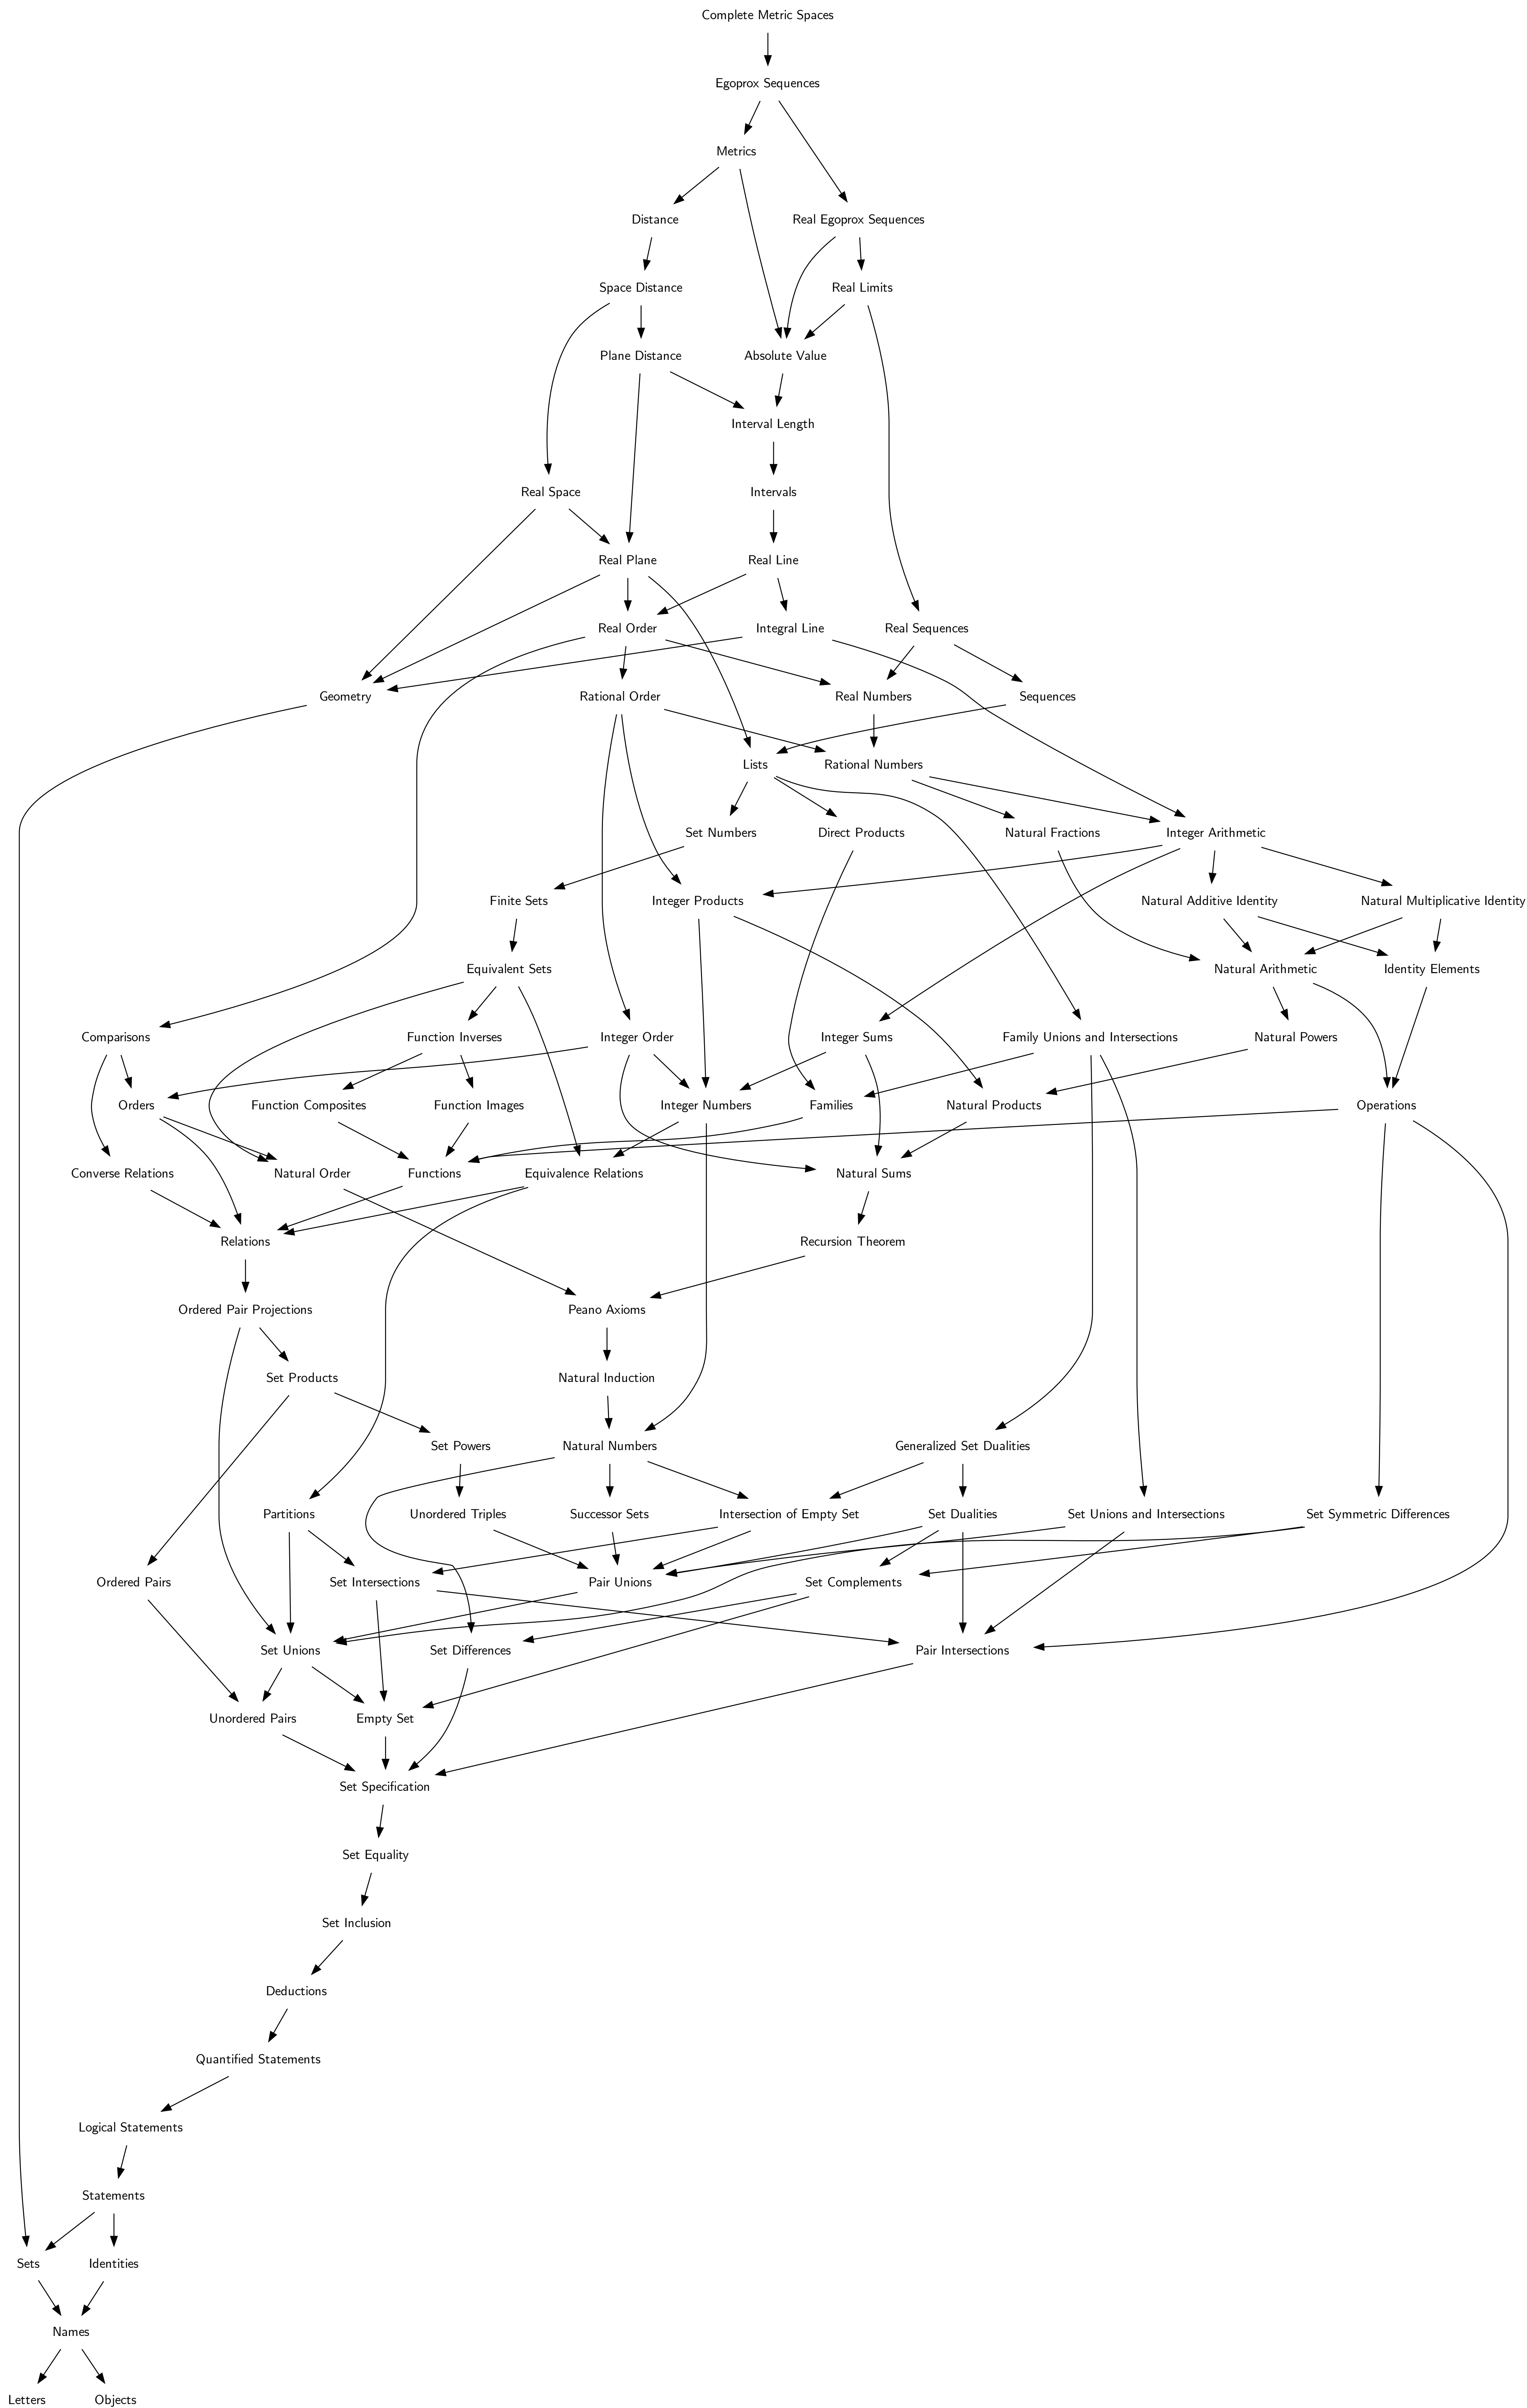 Complete Metric Spaces
Egoprox Sequences
Metrics
Distance
Real Egoprox Sequences
Space Distance
Real Limits
Plane Distance
Absolute Value
Interval Length
Real Space
Intervals
Real Plane
Real Line
Real Order
Integral Line
Real Sequences
Geometry
Rational Order
Real Numbers
Sequences
Lists
Rational Numbers
Set Numbers
Direct Products
Natural Fractions
Integer Arithmetic
Finite Sets
Integer Products
Natural Additive Identity
Natural Multiplicative Identity
Equivalent Sets
Natural Arithmetic
Identity Elements
Comparisons
Function Inverses
Integer Order
Integer Sums
Family Unions and Intersections
Natural Powers
Orders
Function Composites
Function Images
Integer Numbers
Families
Natural Products
Operations
Converse Relations
Natural Order
Functions
Equivalence Relations
Natural Sums
Relations
Recursion Theorem
Ordered Pair Projections
Peano Axioms
Set Products
Natural Induction
Set Powers
Natural Numbers
Generalized Set Dualities
Partitions
Unordered Triples
Successor Sets
Intersection of Empty Set
Set Dualities
Set Unions and Intersections
Set Symmetric Differences
Ordered Pairs
Set Intersections
Pair Unions
Set Complements
Set Unions
Set Differences
Pair Intersections
Unordered Pairs
Empty Set
Set Specification
Set Equality
Set Inclusion
Deductions
Quantified Statements
Logical Statements
Statements
Sets
Identities
Names
Letters
Objects